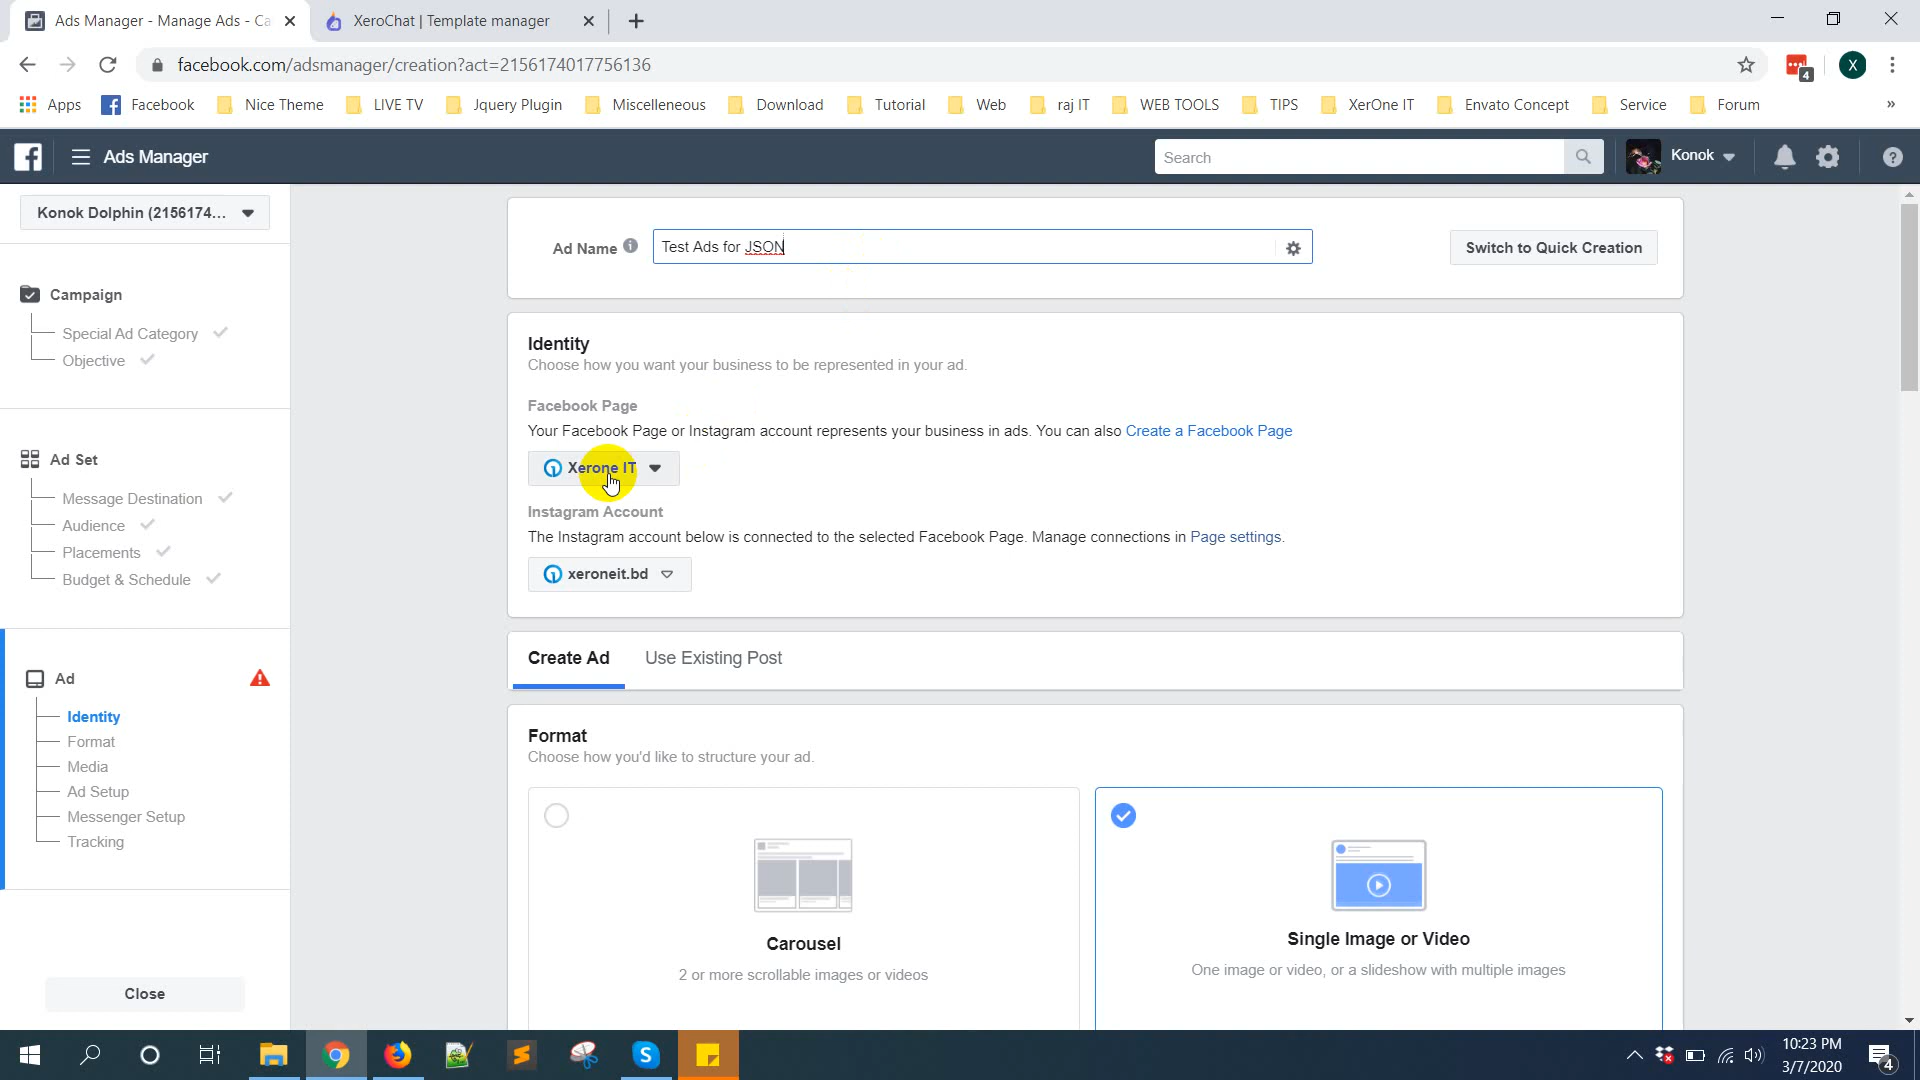 Ads Manager - Manage Ads - Ca
XeroChat | Template manager
facebook.com/adsmanager/creation?act=2156174017756136
4
X
Apps
Facebook
Nice Theme
LIVE TV
Jquery Plugin
Miscelleneous
Download
Tutorial
Web
raj IT
WEB TOOLS
TIPS
XerOne IT
Envato Concept
Service
Forum
»
Ads Manager
Search
Konok
Konok Dolphin (2156174...
Campaign
Special Ad Category
Objective
Ad Set
Message Destination
Audience
Placements
Budget & Schedule
Ad
Identity
Format
Media
Ad Setup
Messenger Setup
Tracking
Close
Ad Name
Test Ads for JSON
Switch to Quick Creation
Identity
Choose how you want your business to be represented in your ad.
Facebook Page
Your Facebook Page or Instagram account represents your business in ads. You can also Create a Facebook Page
Xerone IT
Instagram Account
The Instagram account below is connected to the selected Facebook Page. Manage connections in Page settings.
xeroneit.bd
Create Ad
Use Existing Post
Format
Choose how you'd like to structure your ad.
Carousel
2 or more scrollable images or videos
Single Image or Video
One image or video, or a slideshow with multiple images
10:23 PM
3/7/2020
4